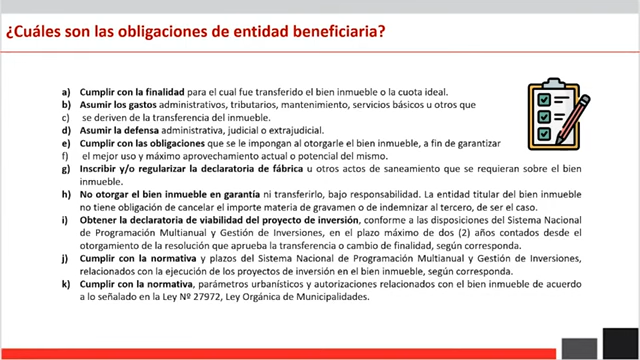 ¿Cuáles son las obligaciones de entidad beneficiaria?
a) Cumplir con la finalidad para el cual fue transferido el bien inmueble o la cuota ideal.
b) Asumir los gastos administrativos, tributarios, mantenimiento, servicios básicos u otros que
c) se deriven de la transferencia del inmueble.
d) Asumir la defensa administrativa, judicial o extrajudicial.
e) Cumplir con las obligaciones que se le impongan al otorgarle el bien inmueble, a fin de garantizar
f) el mejor uso y máximo aprovechamiento actual o potencial del mismo.
g) Inscribir y/o regularizar la declaratoria de fábrica u otros actos de saneamiento que se requieran sobre el bien
inmueble.
h) No otorgar el bien inmueble en garantía ni transferirlo, bajo responsabilidad. La entidad titular del bien inmueble
no tiene obligación de cancelar el importe materia de gravamen o de indemnizar al tercero, de ser el caso.
i) Obtener la declaratoria de viabilidad del proyecto de inversión, conforme a las disposiciones del Sistema Nacional
de Programación Multianual y Gestión de Inversiones, en el plazo máximo de dos (2) años contados desde el
otorgamiento de la resolución que aprueba la transferencia o cambio de finalidad, según corresponda.
j) Cumplir con la normativa y plazos del Sistema Nacional de Programación Multianual y Gestión de Inversiones,
relacionados con la ejecución de los proyectos de inversión en el bien inmueble, según corresponda.
k) Cumplir con la normativa, parámetros urbanísticos y autorizaciones relacionados con el bien inmueble de acuerdo
a lo señalado en la Ley Nº 27972, Ley Orgánica de Municipalidades.